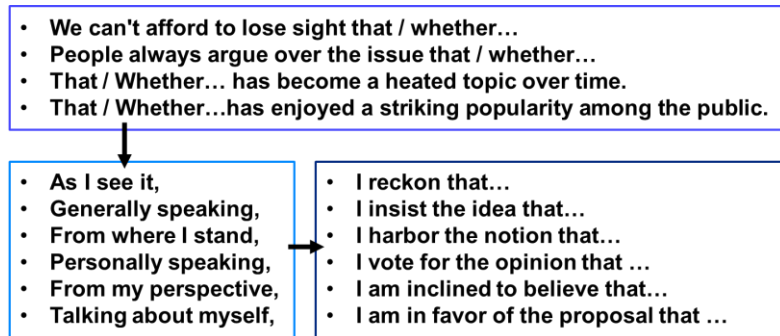 • We can't afford to lose sight that / whether…
• People always argue over the issue that / whether…
• That / Whether… has become a heated topic over time.
• That / Whether…has enjoyed a striking popularity among the public.
• As I see it,
• Generally speaking,
• From where I stand,
• Personally speaking,
• From my perspective,
• Talking about myself,
• I reckon that…
• I insist the idea that…
• I harbor the notion that…
• I vote for the opinion that …
• I am inclined to believe that…
• I am in favor of the proposal that …